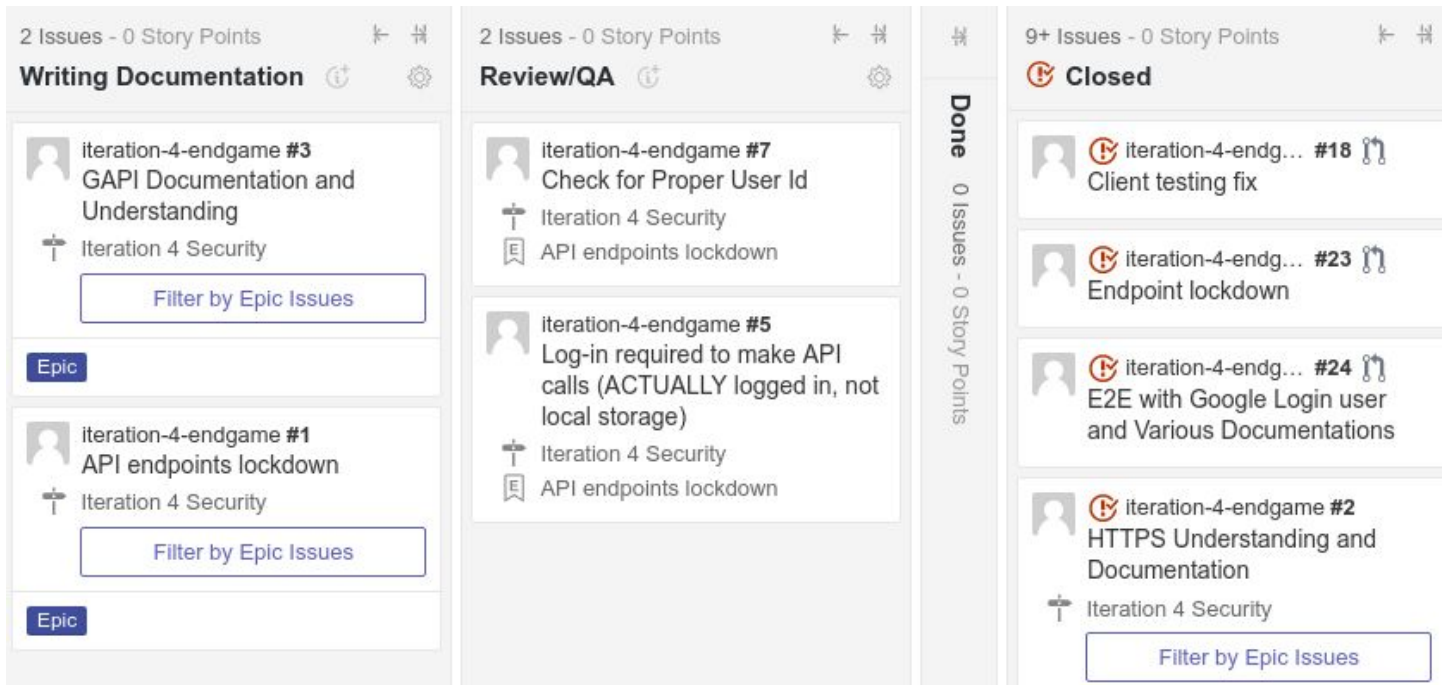 2 Issues - 0 Story Points
Writing Documentation
iteration-4-endgame #3
GAPI Documentation and
Understanding
Iteration 4 Security
Filter by Epic Issues
Epic
iteration-4-endgame #1
API endpoints lockdown
Iteration 4 Security
Filter by Epic Issues
Epic
2 Issues - 0 Story Points
Review/QA
iteration-4-endgame #7
Check for Proper User Id
Iteration 4 Security
E API endpoints lockdown
iteration-4-endgame #5
Log-in required to make API
calls (ACTUALLY logged in, not
local storage)
Iteration 4 Security
E API endpoints lockdown
Done 0 Issues - 0 Story Points
9+ Issues - 0 Story Points
Closed
iteration-4-endg... #18
Client testing fix
iteration-4-endg... #23
Endpoint lockdown
iteration-4-endg... #24
E2E with Google Login user
and Various Documentations
iteration-4-endgame #2
HTTPS Understanding and
Documentation
Iteration 4 Security
Filter by Epic Issues